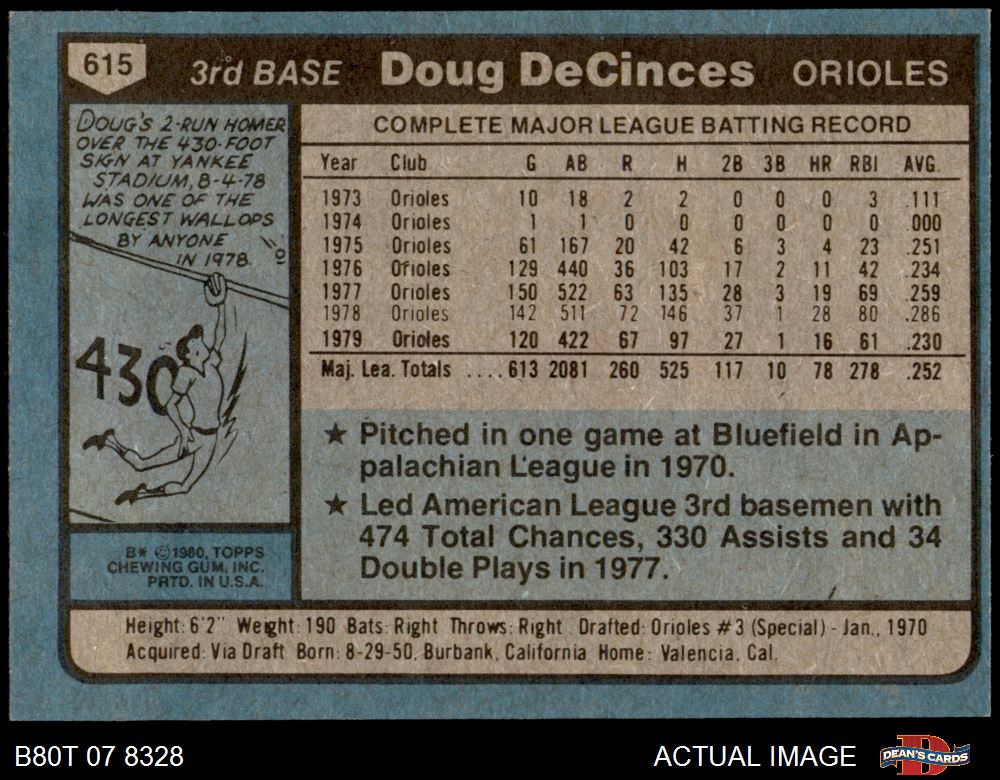 615 3rd BASE Doug DeCinces ORIOLES
DOUG'S 2-RUN HOMER
OVER THE 430-FOOT
SIGN AT YANKEE
STADIUM, 8-4-78
WAS ONE OF THE
LONGEST WALLOPS
BY ANYONE
IN 1978.
430
COMPLETE MAJOR LEAGUE BATTING RECORD
Year Club G AB R H 2B 3B HR RBI AVG.
1973 Orioles 10 18 2 2 0 0 0 3 .111
1974 Orioles 1 1 0 0 0 0 0 0 .000
1975 Orioles 61 167 20 42 6 3 4 23 .251
1976 Orioles 129 440 36 103 17 2 11 42 .234
1977 Orioles 150 522 63 135 28 3 19 69 .259
1978 Orioles 142 511 72 146 37 1 28 80 .286
1979 Orioles 120 422 67 97 27 1 16 61 .230
Maj. Lea. Totals .... 613 2081 260 525 117 10 78 278 .252
★ Pitched in one game at Bluefield in Ap-
palachian League in 1970.
★ Led American League 3rd basemen with
474 Total Chances, 330 Assists and 34
Double Plays in 1977.
B* ©1980, TOPPS
CHEWING GUM, INC.
PRTD. IN U.S.A.
Height: 6'2" Weight: 190 Bats: Right Throws: Right Drafted: Orioles #3 (Special) - Jan., 1970
Acquired: Via Draft Born: 8-29-50, Burbank, California Home: Valencia, Cal.
B80T 07 8328 ACTUAL IMAGE DEAN'S CARDS